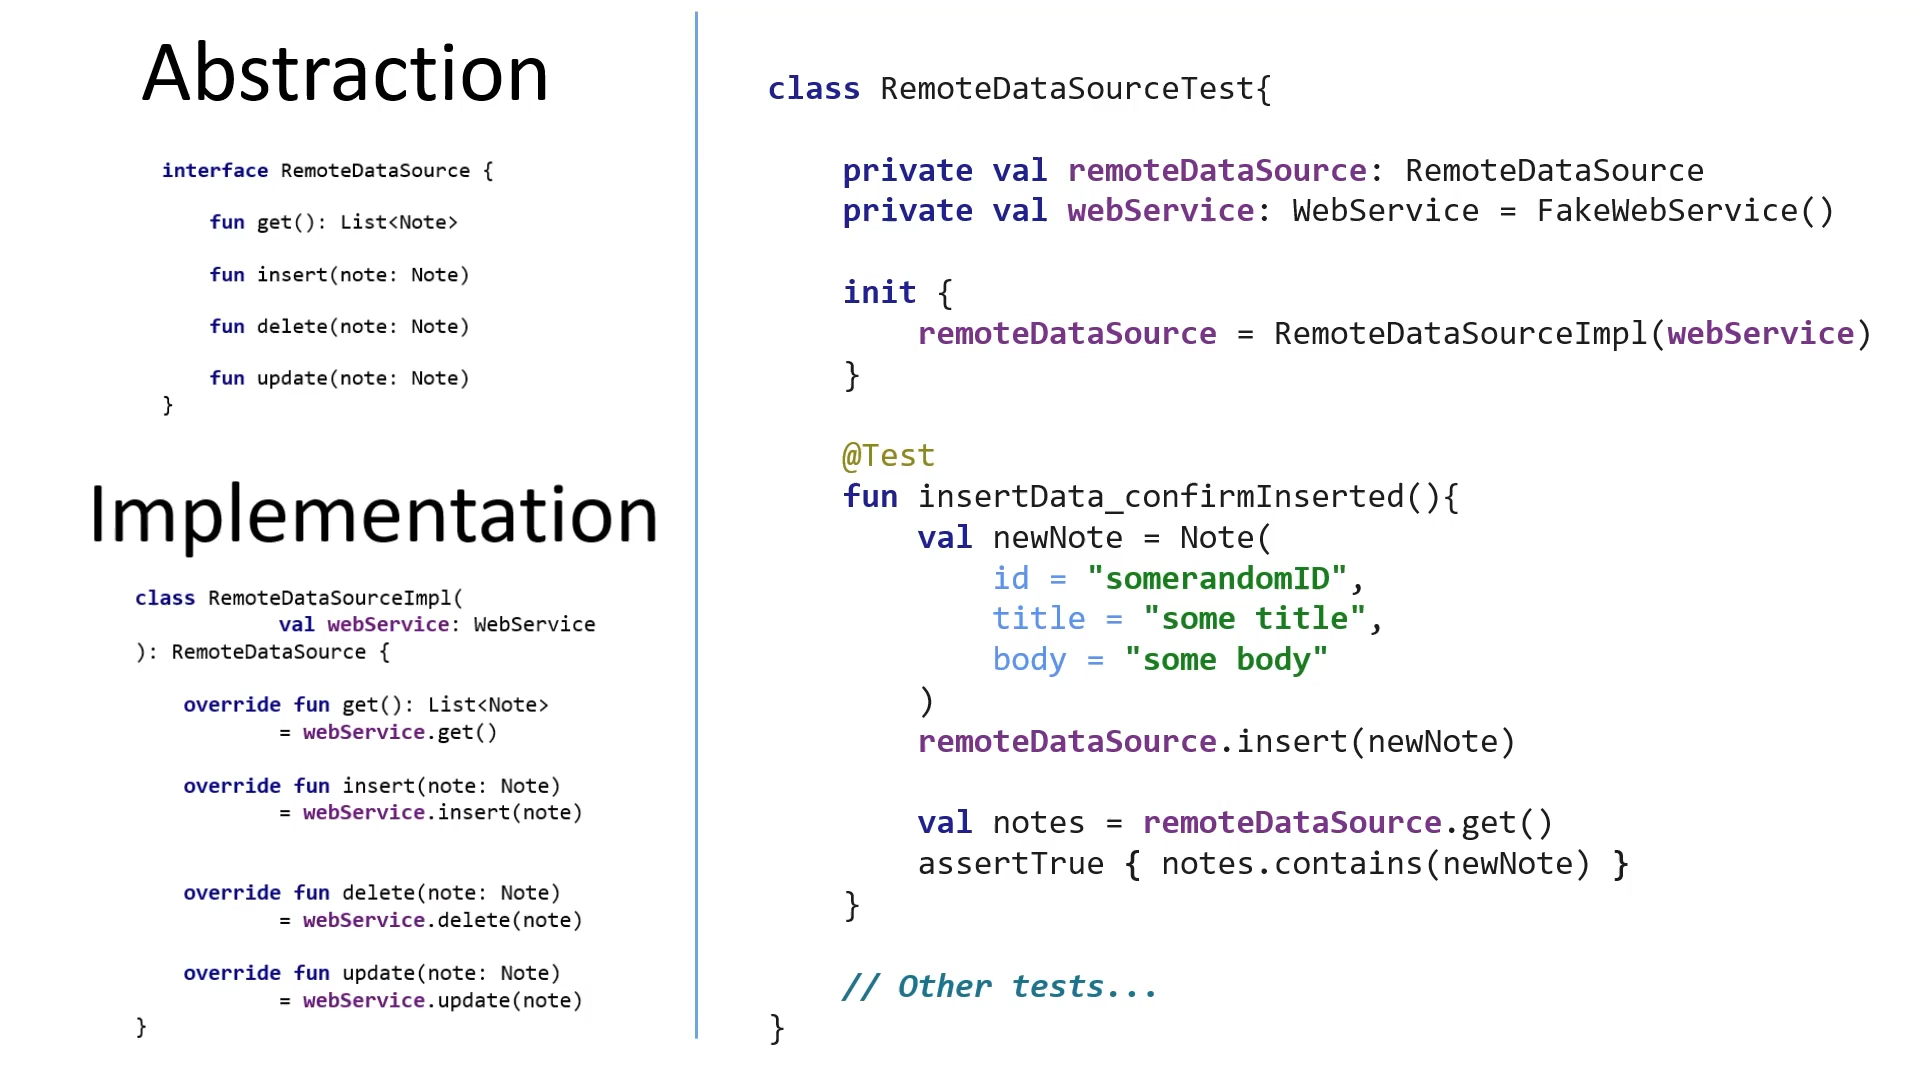 Abstraction
interface RemoteDataSource {
fun get(): List<Note>
fun insert(note: Note)
fun delete(note: Note)
fun update(note: Note)
}
Implementation
class RemoteDataSourceImpl(
val webService: WebService
): RemoteDataSource {
override fun get(): List<Note>
= webService.get()
override fun insert(note: Note)
= webService.insert(note)
override fun delete(note: Note)
= webService.delete(note)
override fun update(note: Note)
= webService.update(note)
}
class RemoteDataSourceTest{
private val remoteDataSource: RemoteDataSource
private val webService: WebService = FakeWebService()
init {
remoteDataSource = RemoteDataSourceImpl(webService)
}
@Test
fun insertData_confirmInserted(){
val newNote = Note(
id = "somerandomID",
title = "some title",
body = "some body"
)
remoteDataSource.insert(newNote)
val notes = remoteDataSource.get()
assertTrue { notes.contains(newNote) }
}
// Other tests...
}